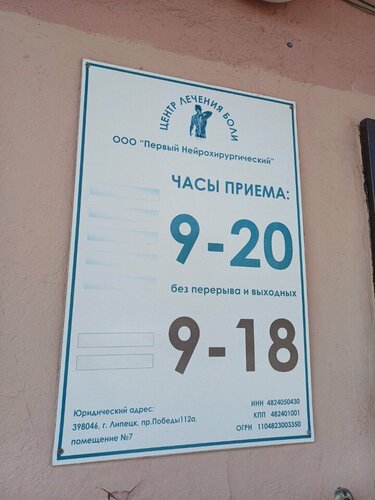 ЦЕНТР ЛЕЧЕНИЯ БОЛИ
ООО "Первый Нейрохирургический"
ЧАСЫ ПРИЕМА:
9-20
без перерыва и выходных
9-18
Юридический адрес:
398046, г. Липецк, пр.Победы112а,
помещение №7
ИНН 4824050430
КПП 482401001
ОГРН 1104823003350